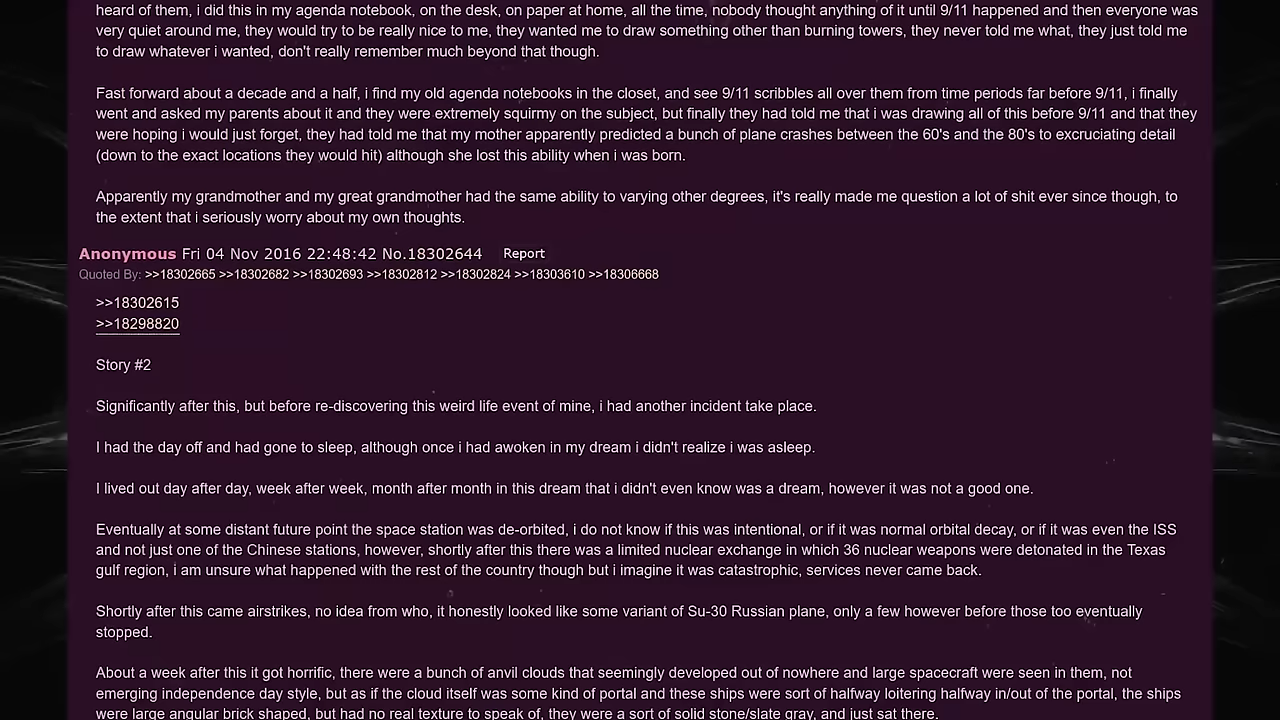 heard of them, i did this in my agenda notebook, on the desk, on paper at home, all the time, nobody thought anything of it until 9/11 happened and then everyone was
very quiet around me, they would try to be really nice to me, they wanted me to draw something other than burning towers, they never told me what, they just told me
to draw whatever i wanted, don't really remember much beyond that though.
Fast forward about a decade and a half, i find my old agenda notebooks in the closet, and see 9/11 scribbles all over them from time periods far before 9/11, i finally
went and asked my parents about it and they were extremely squirmy on the subject, but finally they had told me that i was drawing all of this before 9/11 and that they
were hoping i would just forget, they had told me that my mother apparently predicted a bunch of plane crashes between the 60's and the 80's to excruciating detail
(down to the exact locations they would hit) although she lost this ability when i was born.
Apparently my grandmother and my great grandmother had the same ability to varying other degrees, it's really made me question a lot of shit ever since though, to
the extent that i seriously worry about my own thoughts.
Anonymous Fri 04 Nov 2016 22:48:42 No.18302644 Report
Quoted By: >>18302665 >>18302682 >>18302693 >>18302812 >>18302824 >>18303610 >>18306668
>>18302615
>>18298820
Story #2
Significantly after this, but before re-discovering this weird life event of mine, i had another incident take place.
I had the day off and had gone to sleep, although once i had awoken in my dream i didn't realize i was asleep.
I lived out day after day, week after week, month after month in this dream that i didn't even know was a dream, however it was not a good one.
Eventually at some distant future point the space station was de-orbited, i do not know if this was intentional, or if it was normal orbital decay, or if it was even the ISS
and not just one of the Chinese stations, however, shortly after this there was a limited nuclear exchange in which 36 nuclear weapons were detonated in the Texas
gulf region, i am unsure what happened with the rest of the country though but i imagine it was catastrophic, services never came back.
Shortly after this came airstrikes, no idea from who, it honestly looked like some variant of Su-30 Russian plane, only a few however before those too eventually
stopped.
About a week after this it got horrific, there were a bunch of anvil clouds that seemingly developed out of nowhere and large spacecraft were seen in them, not
emerging independence day style, but as if the cloud itself was some kind of portal and these ships were sort of halfway loitering halfway in/out of the portal, the ships
were large angular brick shaped, but had no real texture to speak of, they were a sort of solid stone/slate gray, and just sat there.